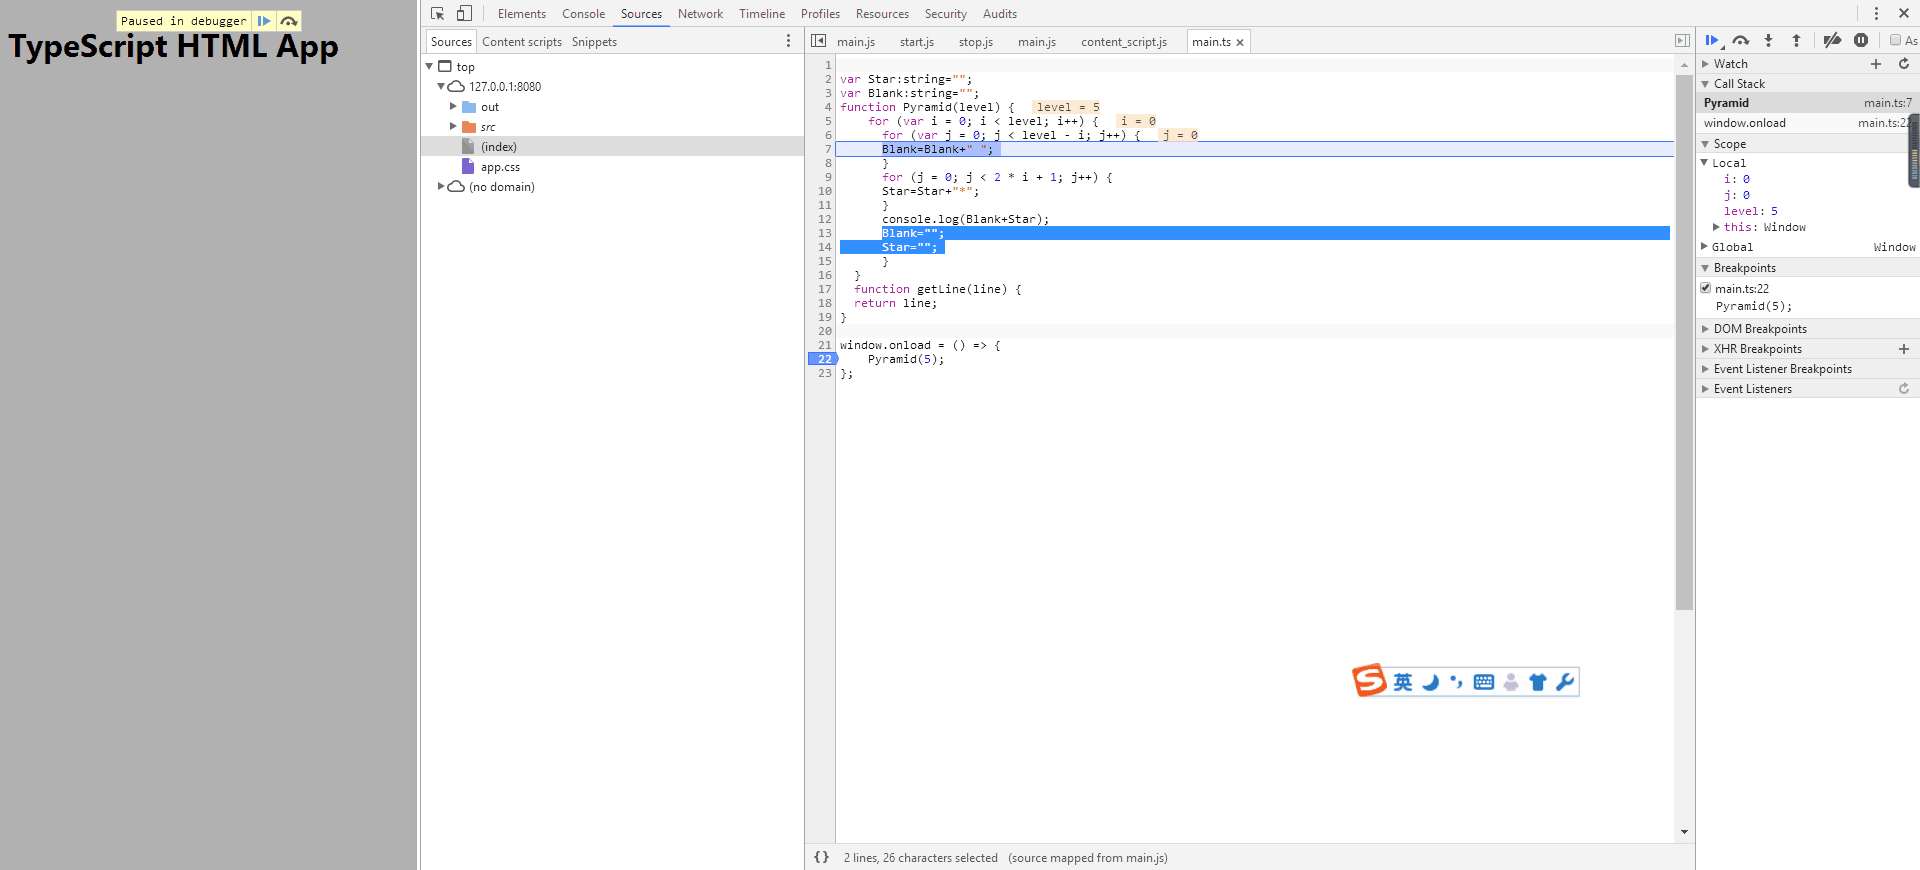 Paused in debugger
TypeScript HTML App
Elements Console Sources Network Timeline Profiles Resources Security Audits
Sources Content scripts Snippets
top
127.0.0.1:8080
out
src
(index)
app.css
(no domain)
main.js start.js stop.js main.js content_script.js main.ts
1
2 var Star:string="";
3 var Blank:string="";
4 function Pyramid(level) { level = 5
5 for (var i = 0; i < level; i++) { i = 0
6 for (var j = 0; j < level - i; j++) { j = 0
7 Blank=Blank+" ";
8 }
9 for (j = 0; j < 2 * i + 1; j++) {
10 Star=Star+"*";
11 }
12 console.log(Blank+Star);
13 Blank="";
14 Star="";
15 }
16 }
17 function getLine(line) {
18 return line;
19 }
20
21 window.onload = () => {
22 Pyramid(5);
23 };
英
{} 2 lines, 26 characters selected (source mapped from main.js)
As
Watch
Call Stack
Pyramid main.ts:7
window.onload main.ts:22
Scope
Local
i: 0
j: 0
level: 5
this: Window
Global Window
Breakpoints
main.ts:22
Pyramid(5);
DOM Breakpoints
XHR Breakpoints
Event Listener Breakpoints
Event Listeners